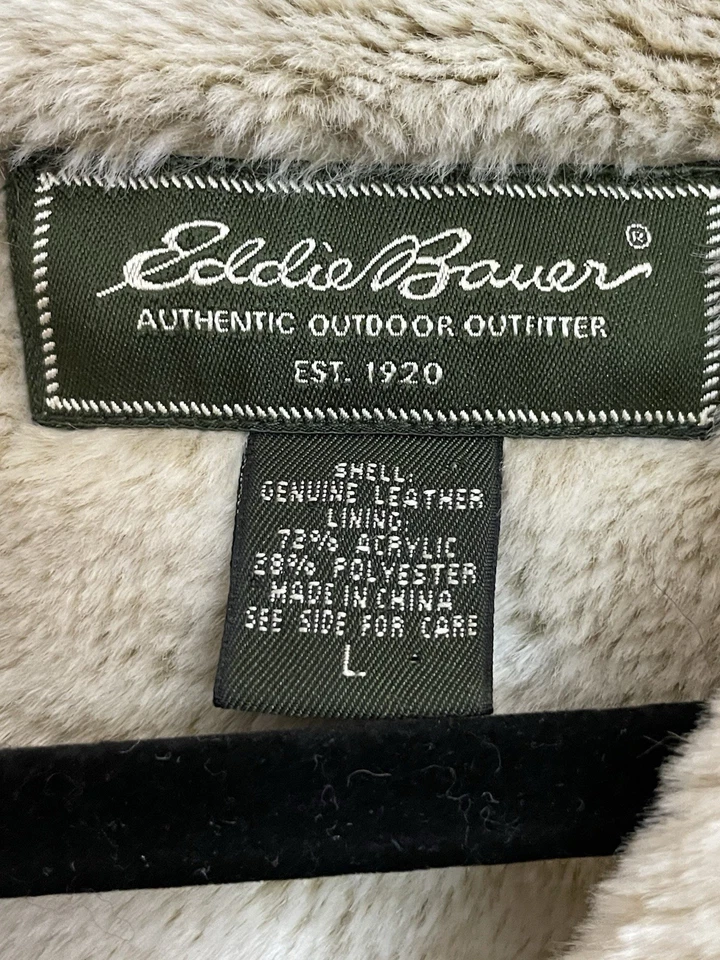 Eddie Bauer®
AUTHENTIC OUTDOOR OUTFITTER
EST. 1920
SHELL:
GENUINE LEATHER
LINING:
72% ACRYLIC
28% POLYESTER
MADE IN CHINA
SEE SIDE FOR CARE
L